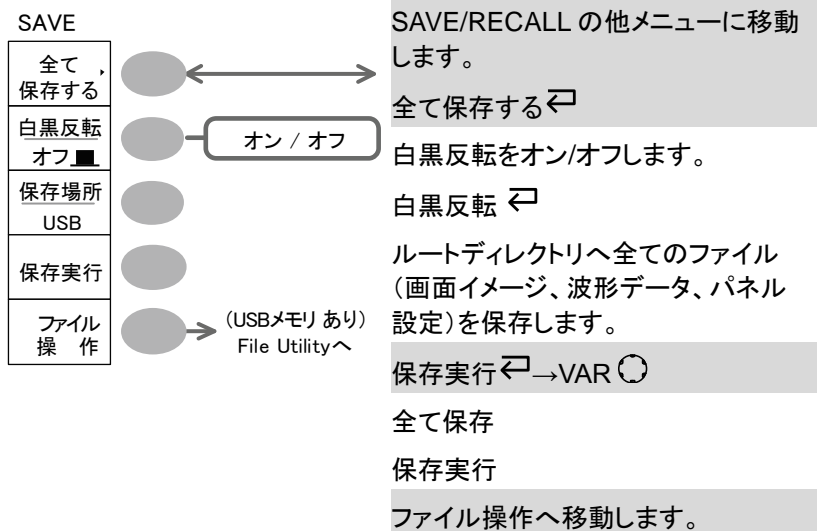 SAVE
全て
保存する
白黒反転
オフ
保存場所
USB
保存実行
ファイル
操 作
オン / オフ
(USBメモリ あり)
File Utilityへ
SAVE/RECALL の他メニューに移動
します。
全て保存する
白黒反転をオン/オフします。
白黒反転
ルートディレクトリへ全てのファイル
(画面イメージ、波形データ、パネル
設定)を保存します。
保存実行 →VAR
全て保存
保存実行
ファイル操作へ移動します。